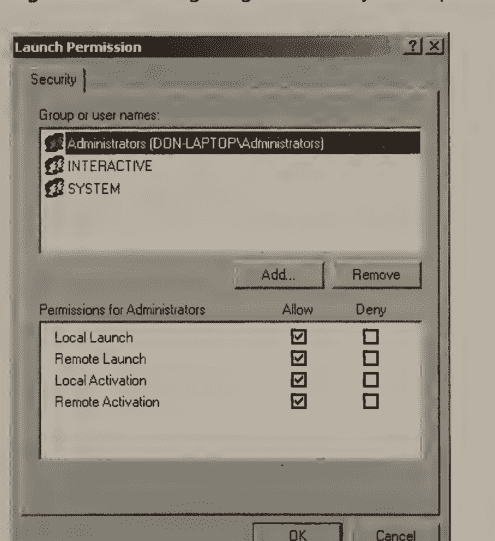 Launch Permission
Security
Group or user names:
Administrators (DON-LAPTOP\Administrators)
INTERACTIVE
SYSTEM
Add... Remove
Permissions for Administrators Allow Deny
Local Launch
Remote Launch
Local Activation
Remote Activation
OK Cancel